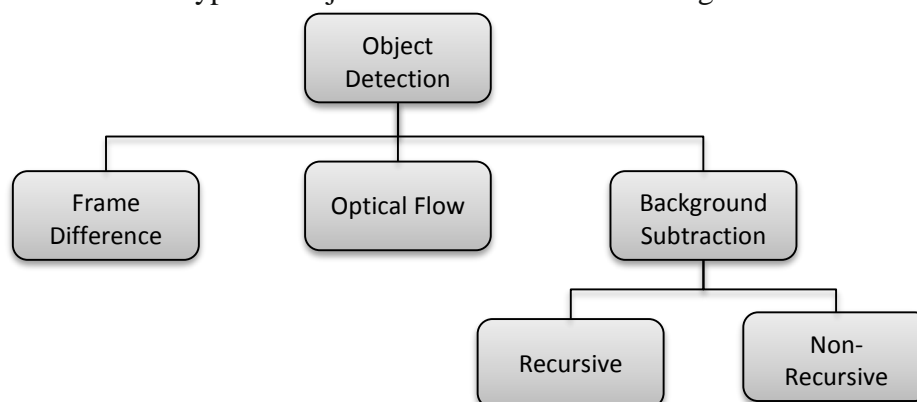 Object
Detection
Frame
Difference
Optical Flow
Background
Subtraction
Recursive
Non-
Recursive